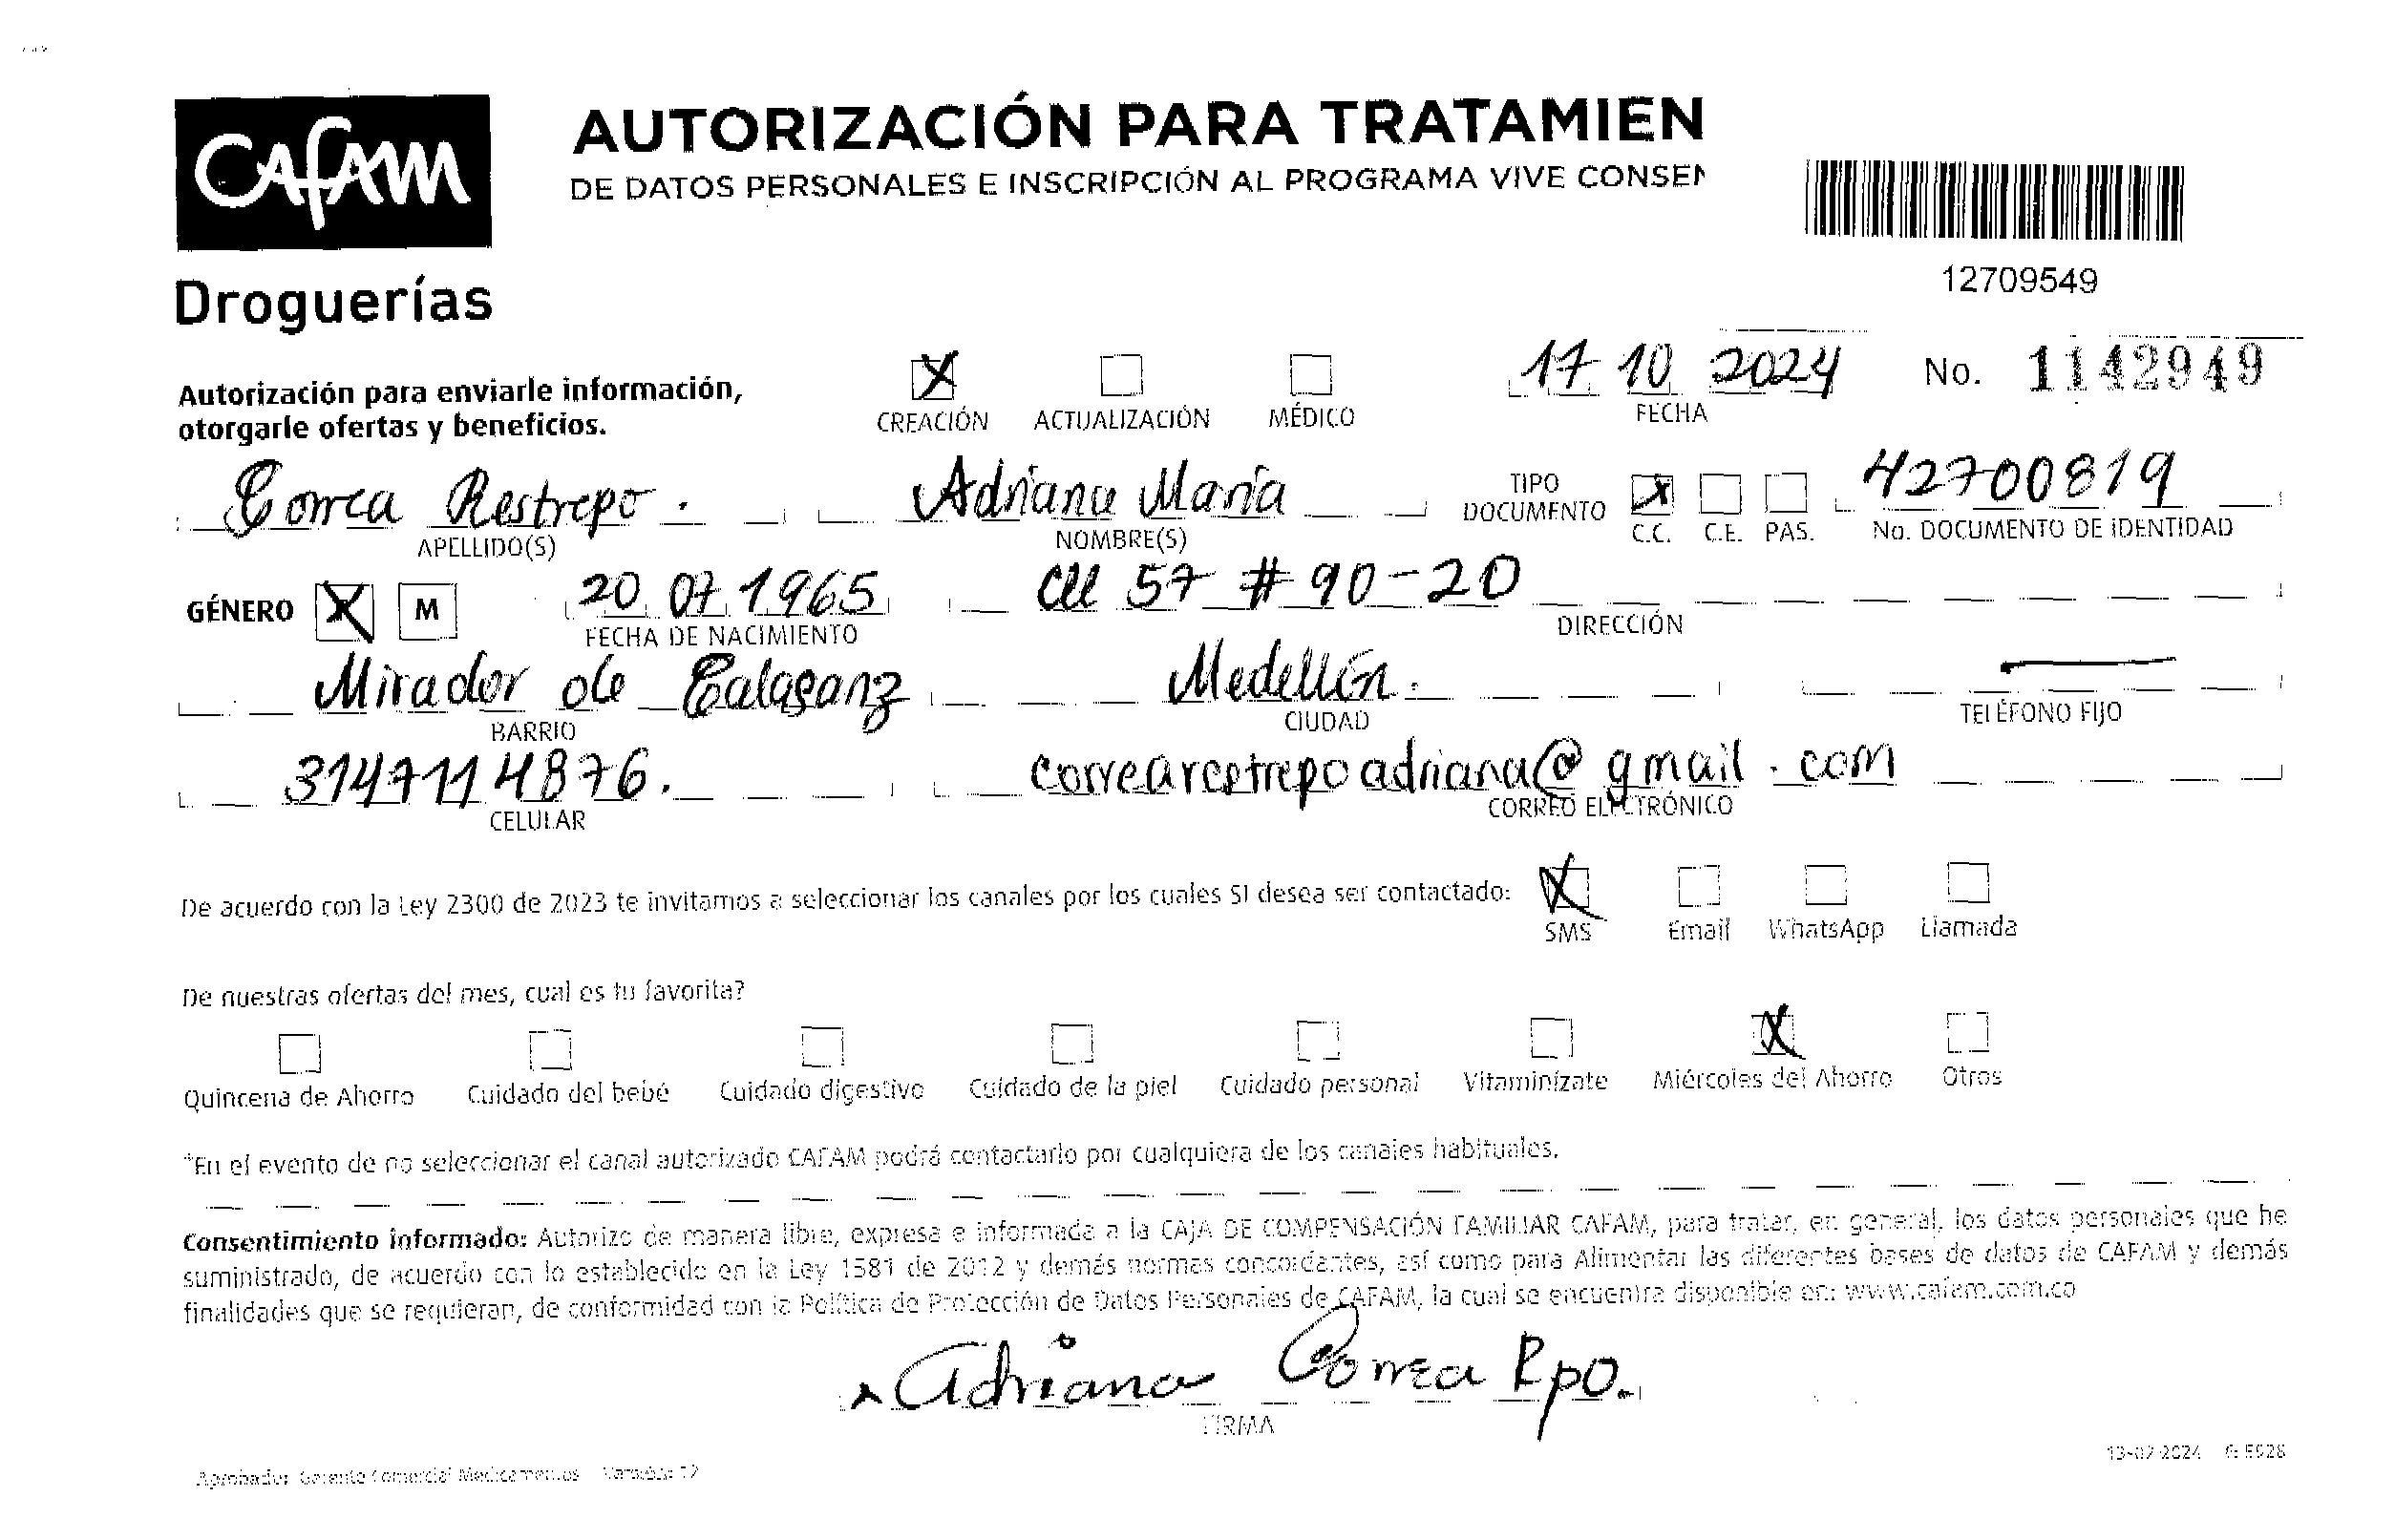 CAFAM
Droguerías
AUTORIZACIÓN PARA TRATAMIEN
DE DATOS PERSONALES E INSCRIPCIÓN AL PROGRAMA VIVE CONSEN
12709549
Autorización para enviarle información,
otorgarle ofertas y beneficios.
X CREACIÓN ACTUALIZACIÓN MÉDICO
17 10 2024 FECHA
No. 1142949
Correa Restrepo. APELLIDO(S)
Adriana María NOMBRE(S)
TIPO DOCUMENTO X C.C. C.E. PAS.
42700819 No. DOCUMENTO DE IDENTIDAD
GÉNERO X M
20 07 1965 FECHA DE NACIMIENTO
Cll 57 # 90-20 DIRECCIÓN
Mirador de Calasanz BARRIO
Medellín. CIUDAD
— TELÉFONO FIJO
3147114876. CELULAR
correarestrepoadriana@gmail.com CORREO ELECTRÓNICO
De acuerdo con la Ley 2300 de 2023 te invitamos a seleccionar los canales por los cuales SI desea ser contactado: X SMS Email WhatsApp Llamada
De nuestras ofertas del mes, cual es tu favorita?
Quincena de Ahorro Cuidado del bebé Cuidado digestivo Cuidado de la piel Cuidado personal Vitaminízate X Miércoles del Ahorro Otros
*En el evento de no seleccionar el canal autorizado CAFAM podrá contactarlo por cualquiera de los canales habituales.
Consentimiento informado: Autorizo de manera libre, expresa e informada a la CAJA DE COMPENSACIÓN FAMILIAR CAFAM, para tratar, en general, los datos personales que he
suministrado, de acuerdo con lo establecido en la Ley 1581 de 2012 y demás normas concordantes, así como para Alimentar las diferentes bases de datos de CAFAM y demás
finalidades que se requieran, de conformidad con la Política de Protección de Datos Personales de CAFAM, la cual se encuentra disponible en: www.cafam.com.co
x Adriana Correa Rpo.
FIRMA
Aprobado: Gerente Comercial Medicamentos Versión: 12
13-02-2024